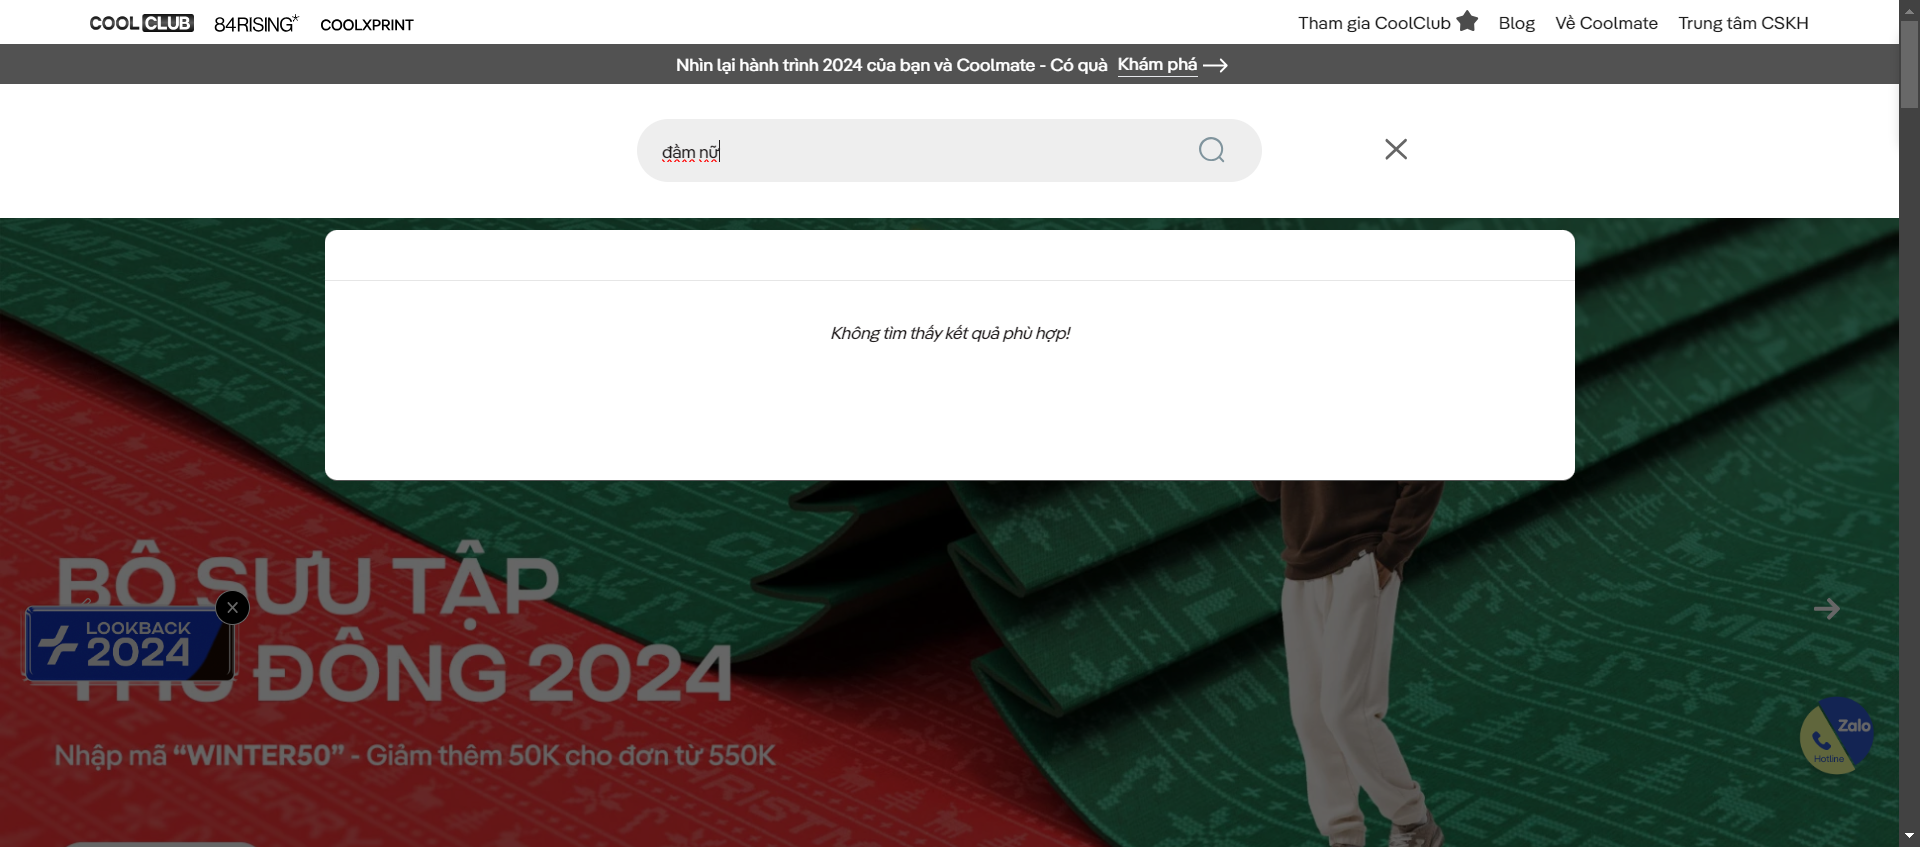 COOLCLUB 84RISING* COOLXPRINT
Tham gia CoolClub Blog Về Coolmate Trung tâm CSKH
Nhìn lại hành trình 2024 của bạn và Coolmate - Có quà Khám phá
đầm nữ
Không tìm thấy kết quả phù hợp!
BỘ SƯU TẬP
THU ĐÔNG 2024
LOOKBACK
2024
Nhập mã “WINTER50” - Giảm thêm 50K cho đơn từ 550K
Zalo
Hotline
CHRISTMAS
MERR